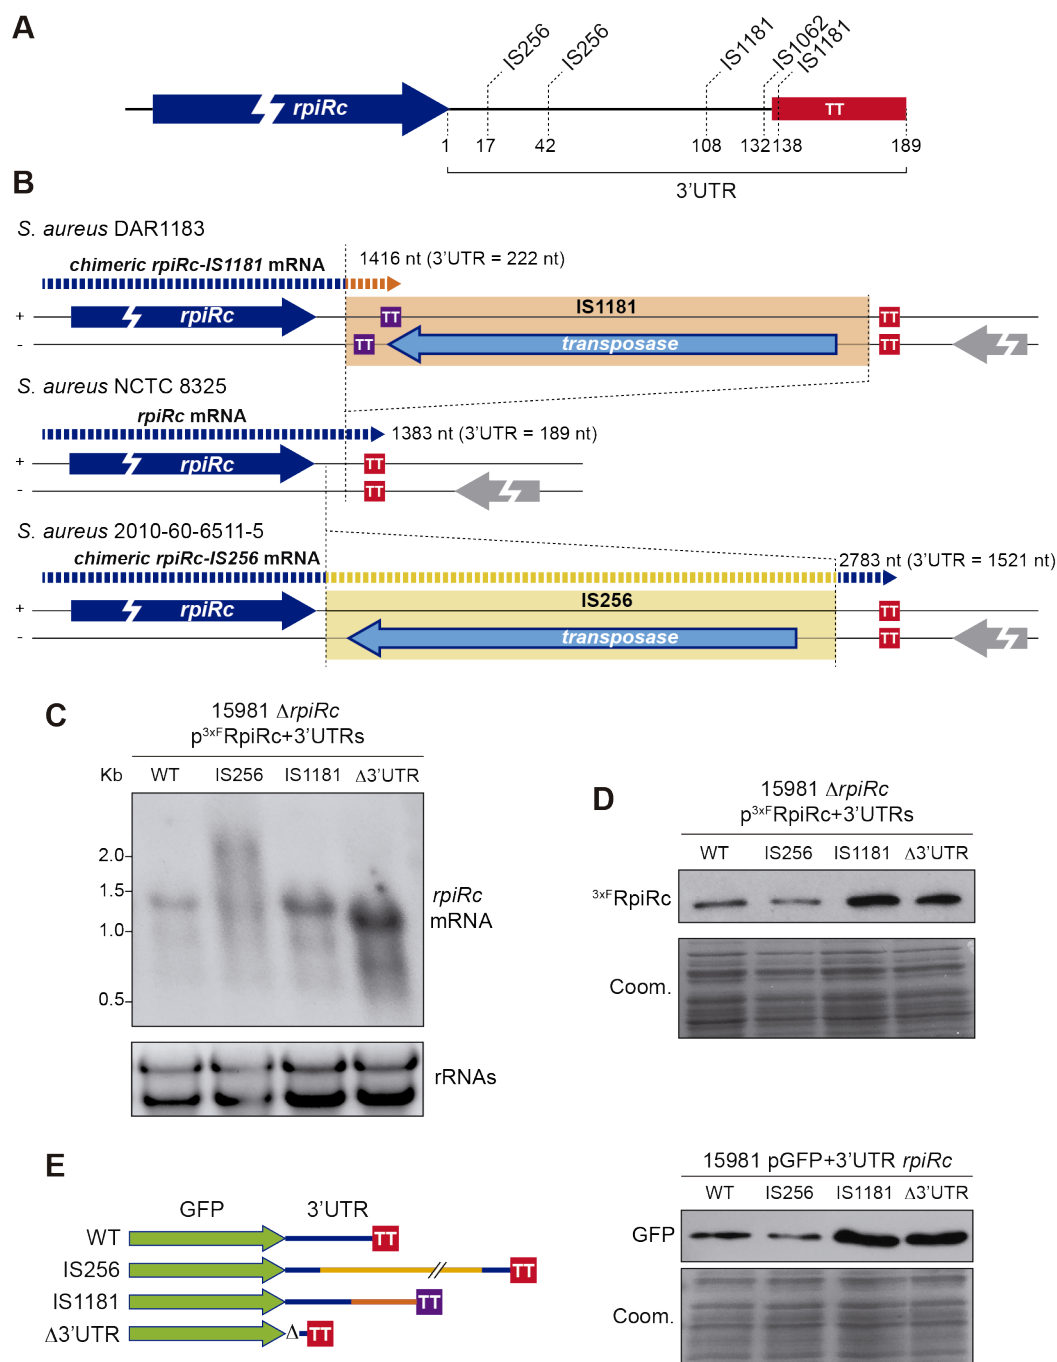 A
IS256
IS256
IS1181
IS1062
IS1181
rpiRc
TT
1
17
42
108
132
138
189
3'UTR
B
S. aureus DAR1183
chimeric rpiRc-IS1181 mRNA
1416 nt (3'UTR = 222 nt)
IS1181
+
rpiRc
TT
TT
-
TT
transposase
TT
S. aureus NCTC 8325
rpiRc mRNA
1383 nt (3'UTR = 189 nt)
+
rpiRc
TT
-
TT
S. aureus 2010-60-6511-5
chimeric rpiRc-IS256 mRNA
2783 nt (3'UTR = 1521 nt)
IS256
+
rpiRc
TT
-
transposase
TT
C
15981 ΔrpiRc
p3xFRpiRc+3'UTRs
Kb
WT
IS256
IS1181
Δ3'UTR
2.0
1.5
1.0
0.5
rpiRc
mRNA
rRNAs
D
15981 ΔrpiRc
p3xFRpiRc+3'UTRs
WT
IS256
IS1181
Δ3'UTR
3xFRpiRc
Coom.
E
GFP
3'UTR
WT
TT
IS256
TT
IS1181
TT
Δ3'UTR
Δ
TT
15981 pGFP+3'UTR rpiRc
WT
IS256
IS1181
Δ3'UTR
GFP
Coom.